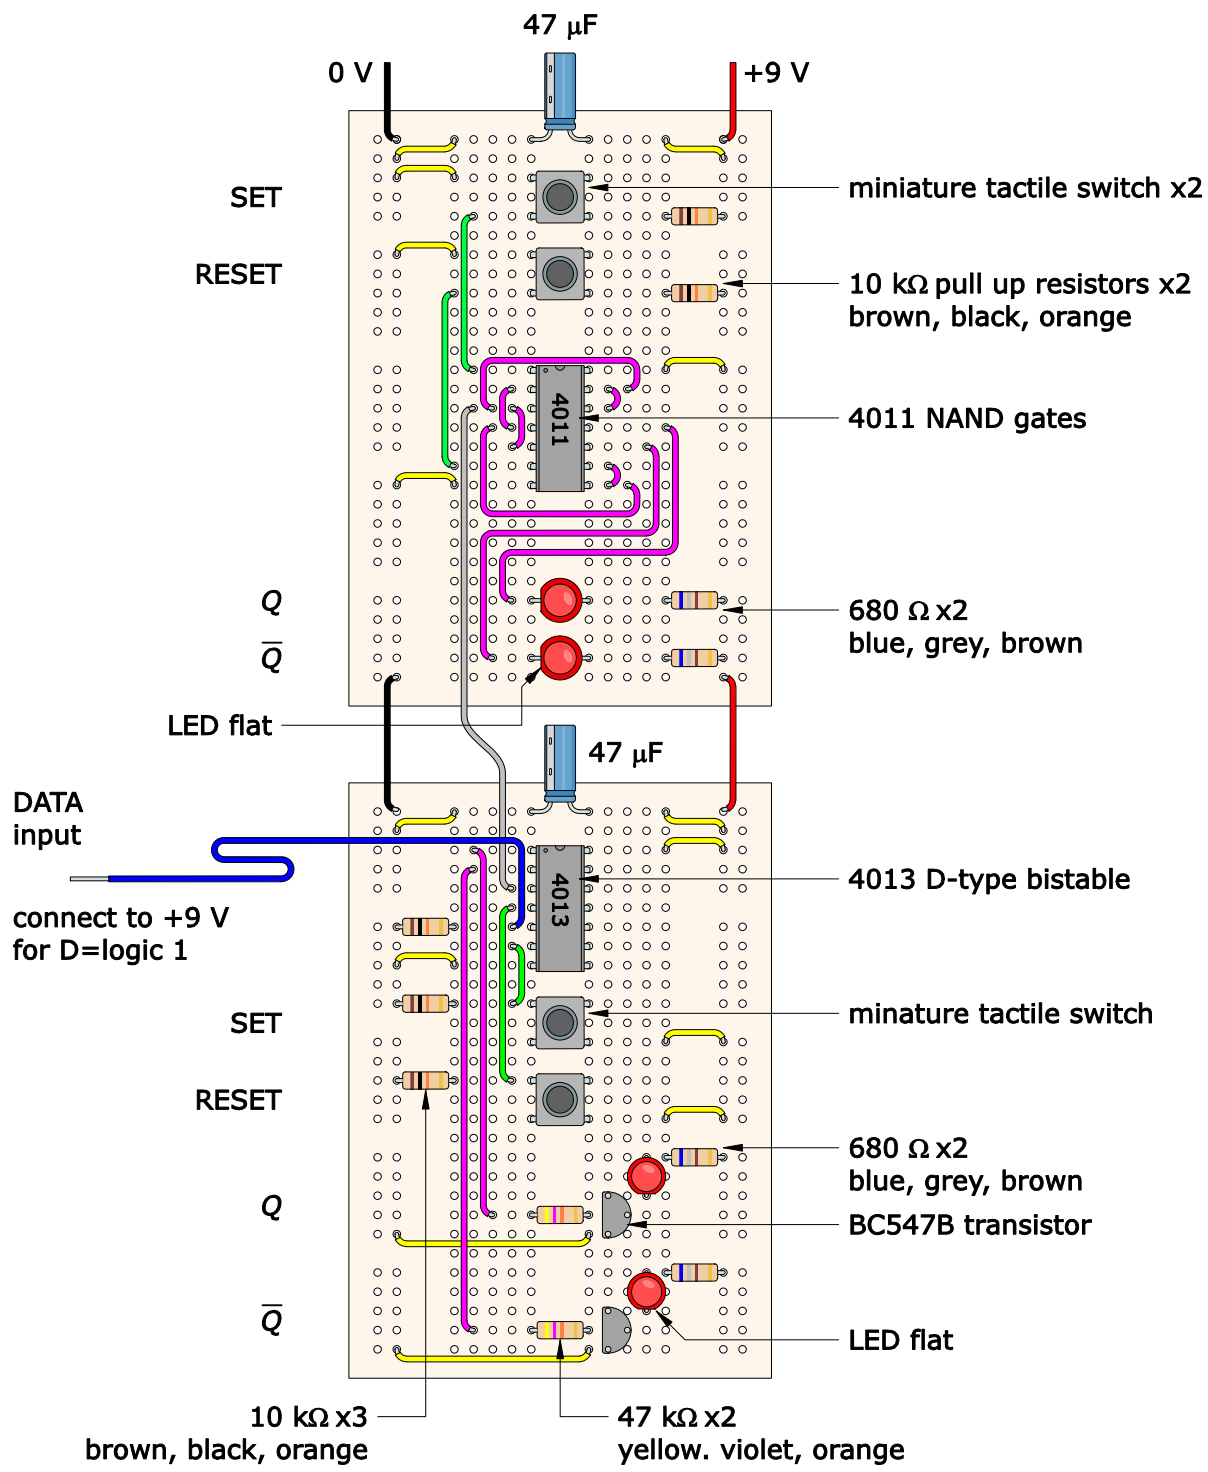 47 μF
0 V
+9 V
SET
miniature tactile switch x2
RESET
10 kΩ pull up resistors x2
brown, black, orange
4011
4011 NAND gates
Q
680 Ω x2
blue, grey, brown
Q̅
LED flat
47 μF
DATA
input
4013
4013 D-type bistable
connect to +9 V
for D=logic 1
SET
minature tactile switch
RESET
680 Ω x2
blue, grey, brown
Q
BC547B transistor
Q̅
LED flat
10 kΩ x3
brown, black, orange
47 kΩ x2
yellow. violet, orange